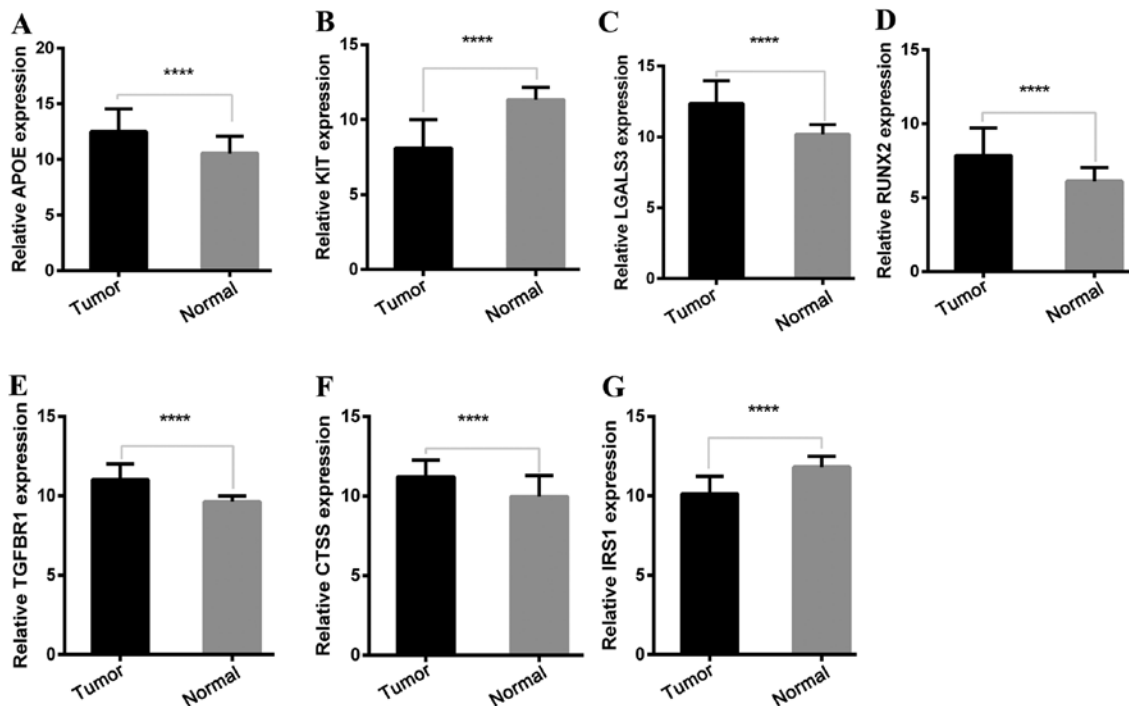 A
Relative APOE expression
20
15
10
5
0
****
Tumor
Normal
B
Relative KIT expression
15
10
5
0
****
Tumor
Normal
C
Relative LGALS3 expression
15
10
5
0
****
Tumor
Normal
D
Relative RUNX2 expression
15
10
5
0
****
Tumor
Normal
E
Relative TGFBR1 expression
15
10
5
0
****
Tumor
Normal
F
Relative CTSS expression
15
10
5
0
****
Tumor
Normal
G
Relative IRS1 expression
15
10
5
0
****
Tumor
Normal